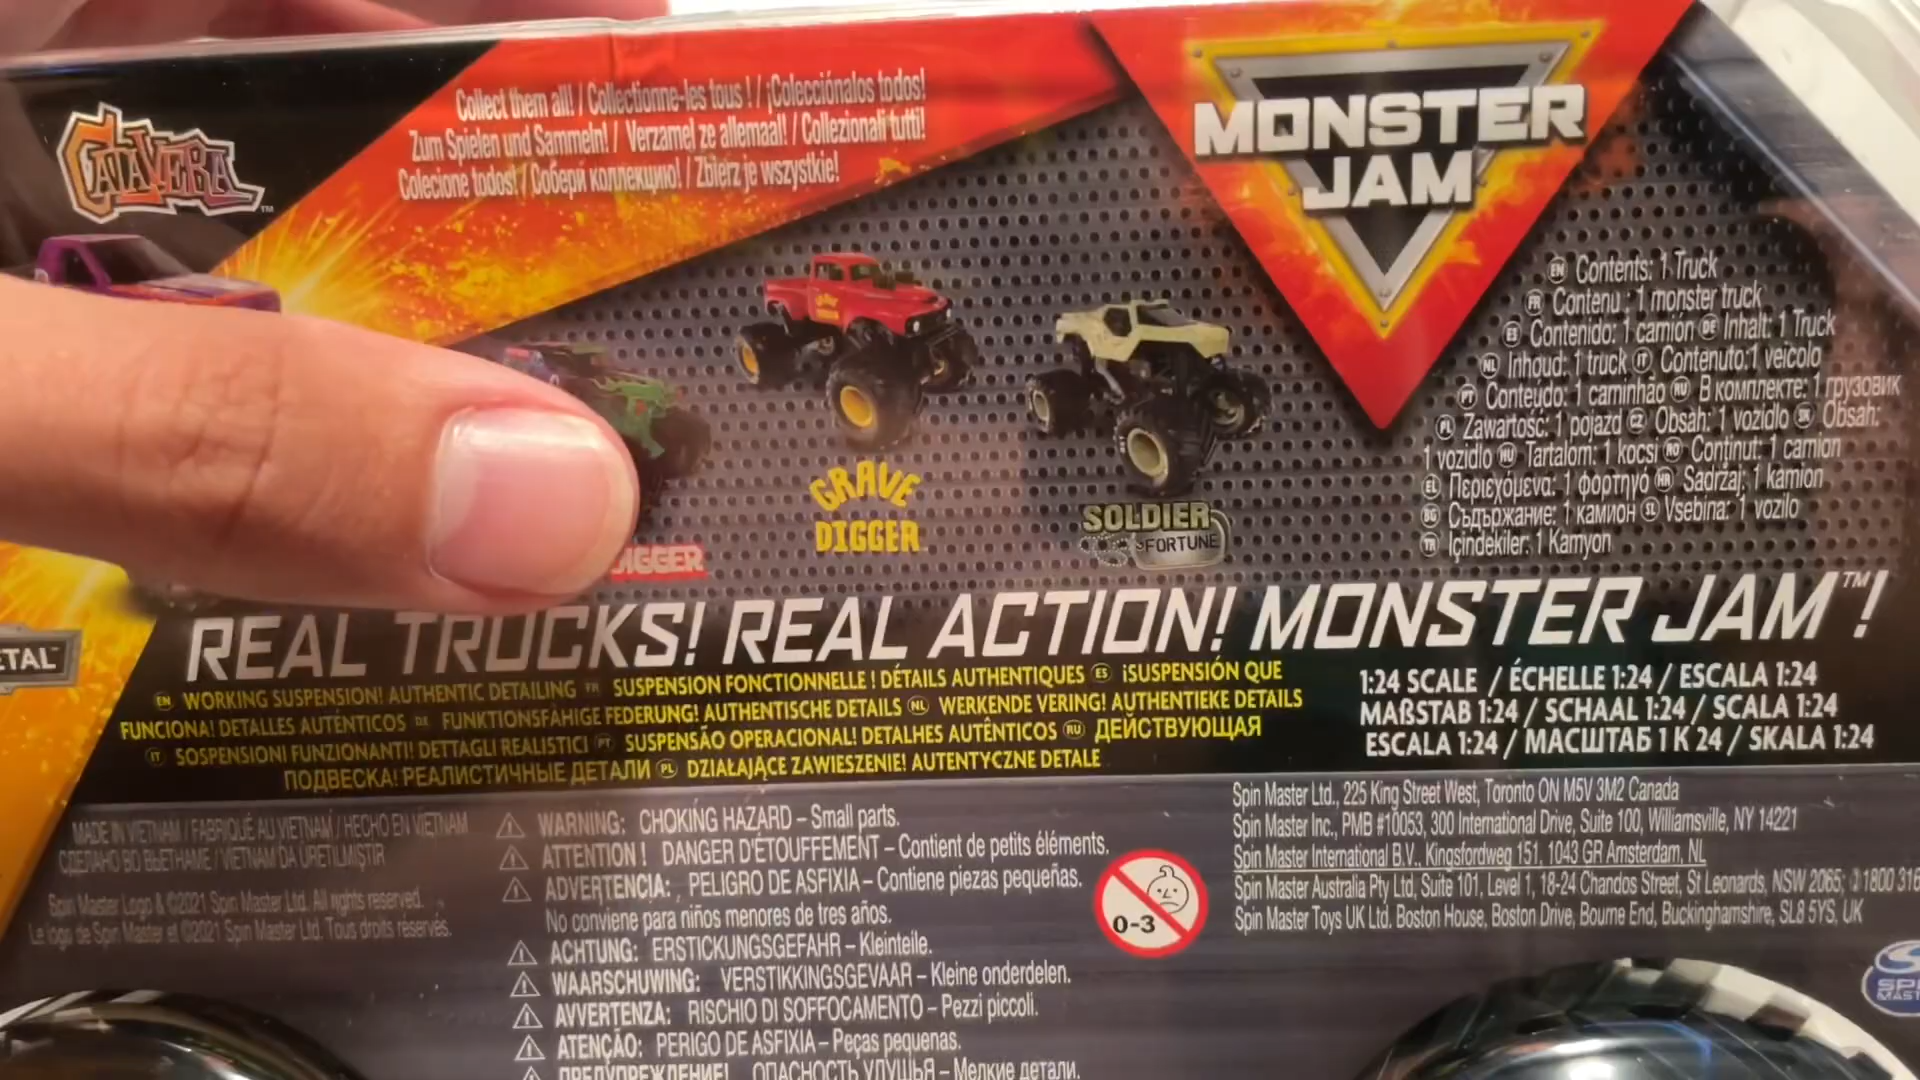 CALAVERA™
Collect them all! / Collectionne-les tous ! / ¡Colecciónalos todos!
Zum Spielen und Sammeln! / Verzamel ze allemaal! / Collezionali tutti!
Colecione todos! / Собери коллекцию! / Zbierz je wszystkie!
MONSTER
JAM
EN Contents: 1 Truck
FR Contenu : 1 monster truck
ES Contenido: 1 camión DE Inhalt: 1 Truck
NL Inhoud: 1 truck IT Contenuto: 1 veicolo
PT Conteúdo: 1 caminhão RU В комплекте: 1 грузовик
PL Zawartość: 1 pojazd CZ Obsah: 1 vozidlo SK Obsah:
1 vozidlo HU Tartalom: 1 kocsi RO Conținut: 1 camion
EL Περιεχόμενα: 1 φορτηγό HR Sadržaj: 1 kamion
BG Съдържание: 1 камион SL Vsebina: 1 vozilo
TR İçindekiler: 1 Kamyon
GRAVE
DIGGER
DIGGER
SOLDIER
OF FORTUNE
REAL TRUCKS! REAL ACTION! MONSTER JAM™!
ETAL™
EN WORKING SUSPENSION! AUTHENTIC DETAILING FR SUSPENSION FONCTIONNELLE ! DÉTAILS AUTHENTIQUES ES ¡SUSPENSIÓN QUE
FUNCIONA! DETALLES AUTÉNTICOS DE FUNKTIONSFÄHIGE FEDERUNG! AUTHENTISCHE DETAILS NL WERKENDE VERING! AUTHENTIEKE DETAILS
IT SOSPENSIONI FUNZIONANTI! DETTAGLI REALISTICI PT SUSPENSÃO OPERACIONAL! DETALHES AUTÊNTICOS RU ДЕЙСТВУЮЩАЯ
ПОДВЕСКА! РЕАЛИСТИЧНЫЕ ДЕТАЛИ PL DZIAŁAJĄCE ZAWIESZENIE! AUTENTYCZNE DETALE
1:24 SCALE / ÉCHELLE 1:24 / ESCALA 1:24
MAßSTAB 1:24 / SCHAAL 1:24 / SCALA 1:24
ESCALA 1:24 / МАСШТАБ 1 К 24 / SKALA 1:24
MADE IN VIETNAM / FABRIQUÉ AU VIETNAM / HECHO EN VIETNAM
СДЕЛАНО ВО ВЬЕТНАМЕ / VIETNAM'DA ÜRETİLMİŞTİR
Spin Master Logo & ©2021 Spin Master Ltd. All rights reserved.
Le logo de Spin Master et ©2021 Spin Master Ltd. Tous droits réservés.
WARNING: CHOKING HAZARD – Small parts.
ATTENTION ! DANGER D'ÉTOUFFEMENT – Contient de petits éléments.
ADVERTENCIA: PELIGRO DE ASFIXIA – Contiene piezas pequeñas.
No conviene para niños menores de tres años.
ACHTUNG: ERSTICKUNGSGEFAHR – Kleinteile.
WAARSCHUWING: VERSTIKKINGSGEVAAR – Kleine onderdelen.
AVVERTENZA: RISCHIO DI SOFFOCAMENTO – Pezzi piccoli.
ATENÇÃO: PERIGO DE ASFIXIA – Peças pequenas.
ПРЕДУПРЕЖДЕНИЕ! ОПАСНОСТЬ УДУШЬЯ – Мелкие детали.
0-3
Spin Master Ltd., 225 King Street West, Toronto ON M5V 3M2 Canada
Spin Master Inc., PMB #10053, 300 International Drive, Suite 100, Williamsville, NY 14221
Spin Master International B.V., Kingsfordweg 151, 1043 GR Amsterdam, NL
Spin Master Australia Pty Ltd, Suite 101, Level 1, 18-24 Chandos Street, St Leonards, NSW 2065; 1800 316
Spin Master Toys UK Ltd. Boston House, Boston Drive, Bourne End, Buckinghamshire, SL8 5YS, UK
SPIN
MASTER